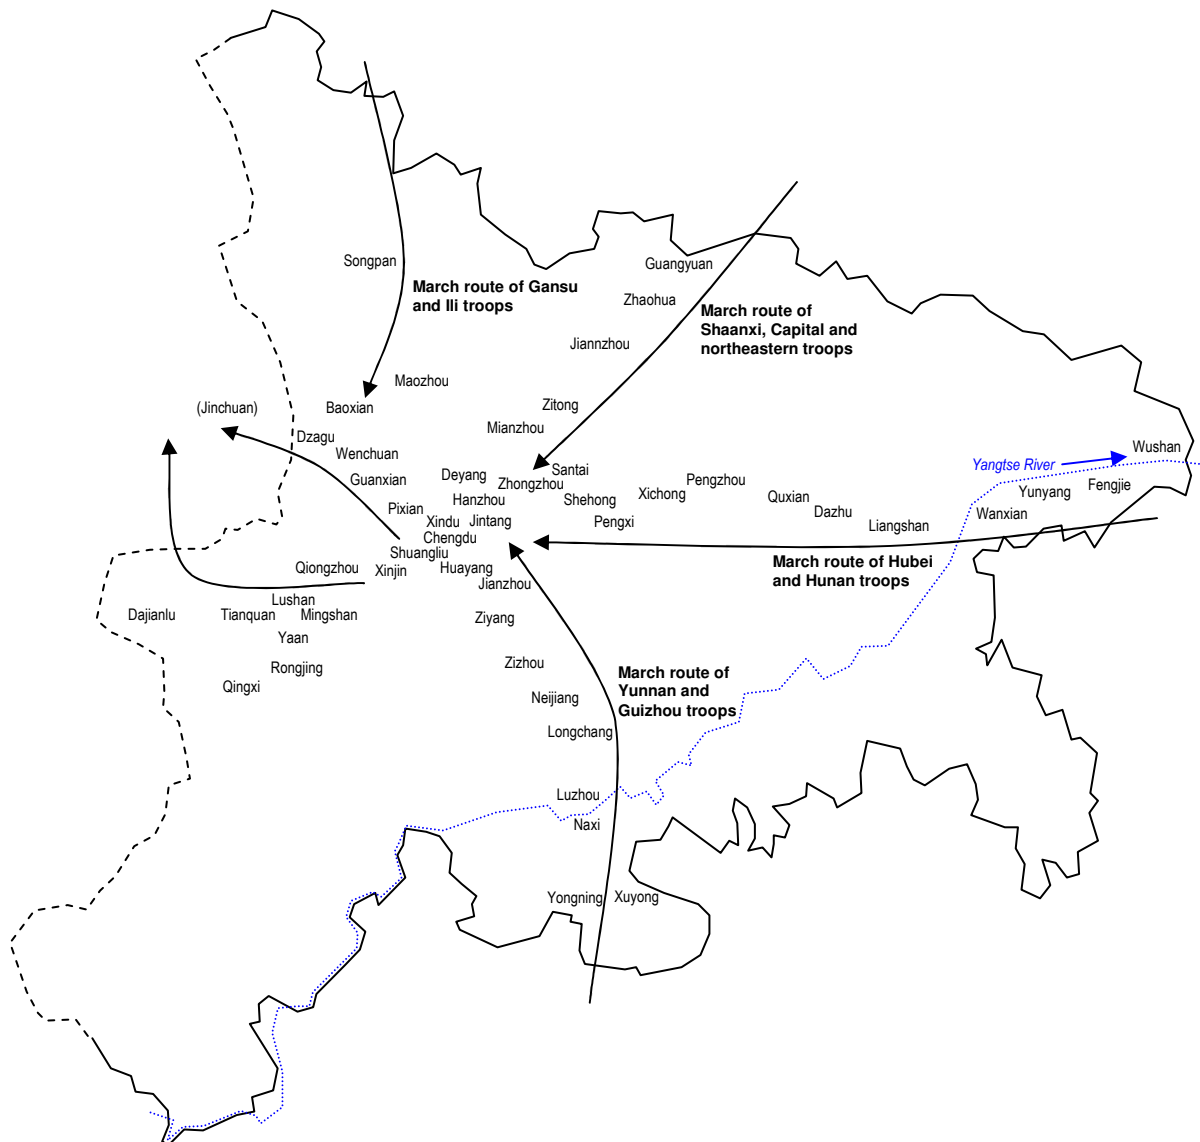 Songpan
Guangyuan
March route of Gansu
and Ili troops
Zhaohua
March route of
Shaanxi, Capital and
northeastern troops
Jiannzhou
Maozhou
(Jinchuan)
Baoxian
Zitong
Mianzhou
Dzagu
Wenchuan
Wushan
Yangtse River
Guanxian
Deyang
Santai
Zhongzhou
Pengzhou
Fengjie
Yunyang
Hanzhou
Shehong
Xichong
Quxian
Pixian
Dazhu
Wanxian
Xindu
Jintang
Pengxi
Liangshan
Chengdu
Shuangliu
March route of Hubei
and Hunan troops
Qiongzhou
Xinjin
Huayang
Jianzhou
Lushan
Dajianlu
Tianquan
Mingshan
Ziyang
Yaan
Rongjing
Zizhou
Qingxi
March route of
Yunnan and
Guizhou troops
Neijiang
Longchang
Luzhou
Naxi
Yongning
Xuyong